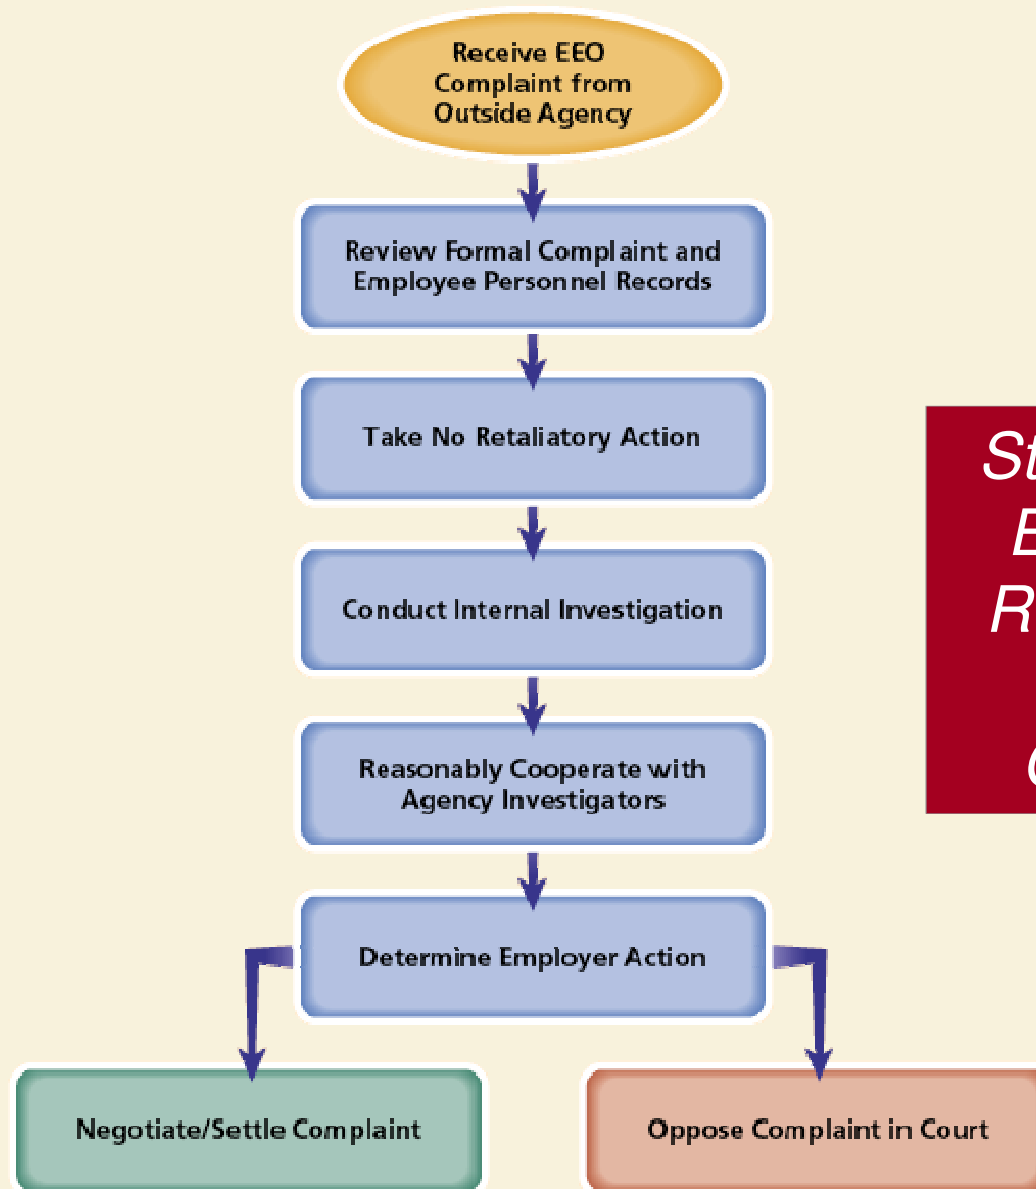 Receive EEO
Complaint from
Outside Agency
Review Formal Complaint and
Employee Personnel Records
Take No Retaliatory Action
Conduct Internal Investigation
Reasonably Cooperate with
Agency Investigators
Determine Employer Action
Negotiate/Settle Complaint
Oppose Complaint in Court